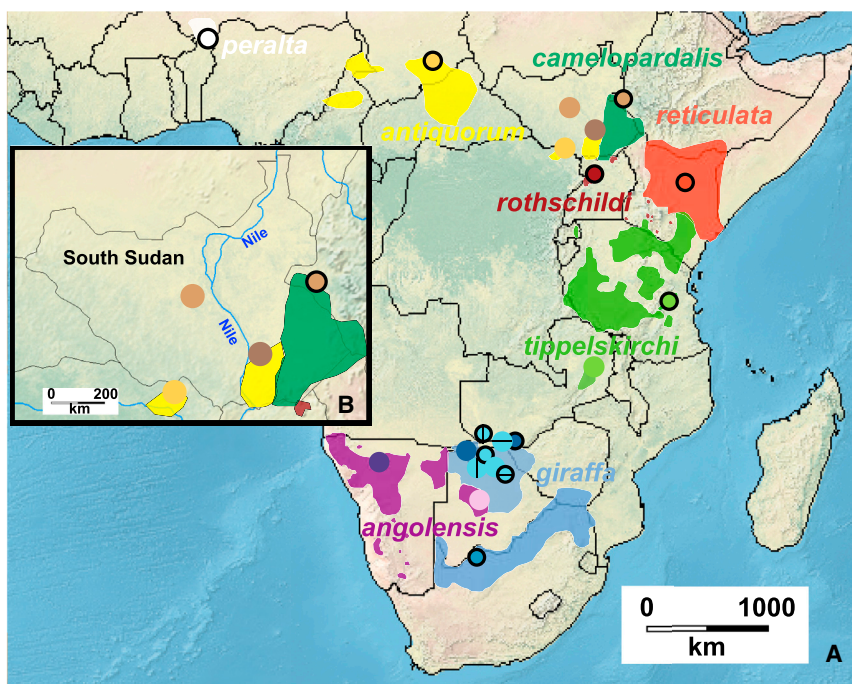 peralta
camelopardalis
reticulata
antiquorum
rothschildi
Nile
South Sudan
Nile
0 200
km
B
tippelskirchi
giraffa
angolensis
0 1000
km
A